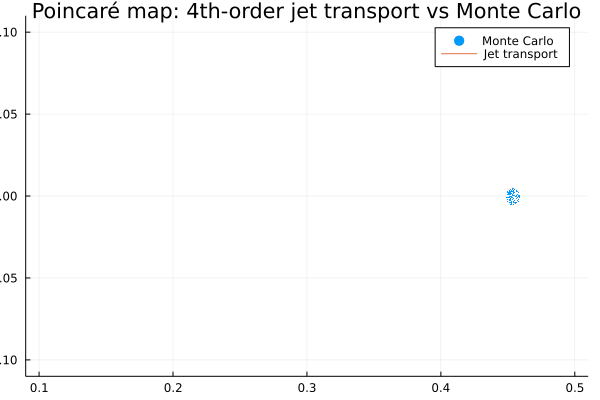 Poincaré map: 4th-order jet transport vs Monte Carlo
Monte Carlo
Jet transport
.10
.05
.00
.05
.10
0.1 0.2 0.3 0.4 0.5